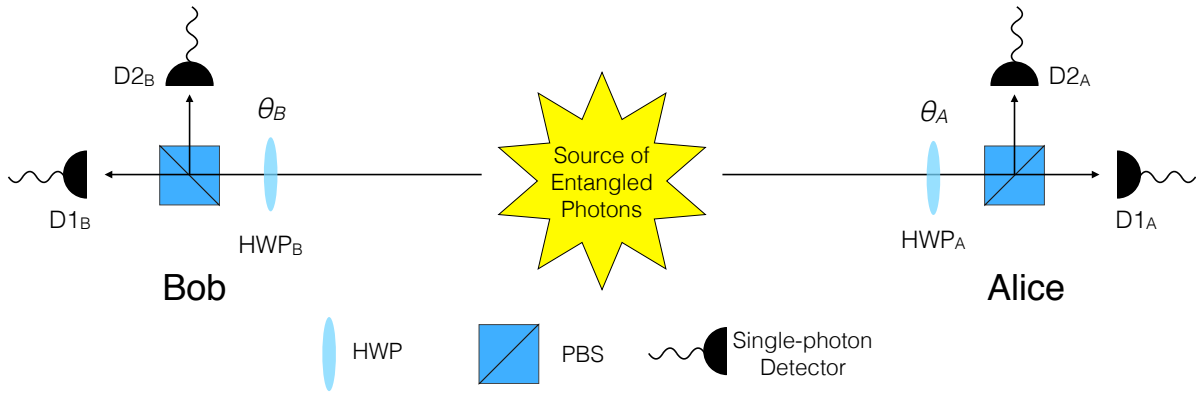 D2B
θB
D1B
HWPB
Bob
Source of
Entangled
Photons
D2A
θA
D1A
HWPA
Alice
HWP
PBS
Single-photon
Detector